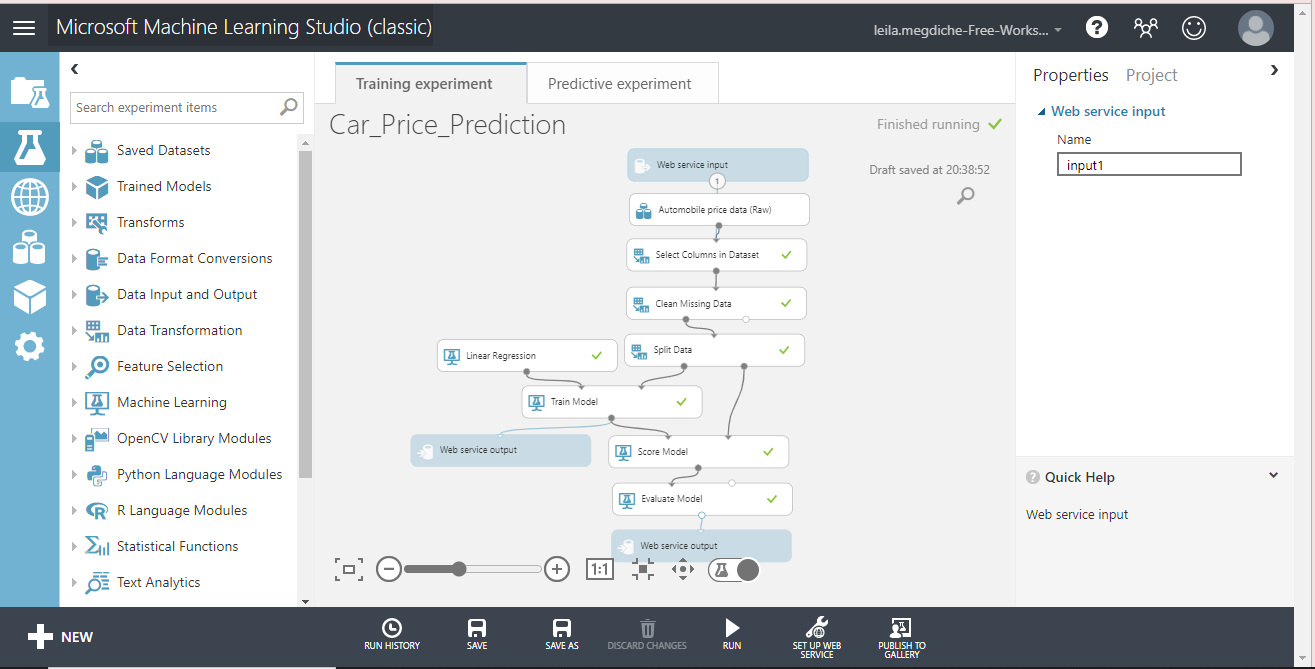 Microsoft Machine Learning Studio (classic)
leila.megdiche-Free-Works...
?
Search experiment items
Saved Datasets
Trained Models
Transforms
Data Format Conversions
Data Input and Output
Data Transformation
Feature Selection
Machine Learning
OpenCV Library Modules
Python Language Modules
R Language Modules
Statistical Functions
Text Analytics
Training experiment
Predictive experiment
Car_Price_Prediction
Finished running
Draft saved at 20:38:52
Web service input
1
Automobile price data (Raw)
Select Columns in Dataset
Clean Missing Data
Split Data
Linear Regression
Train Model
Web service output
Score Model
Evaluate Model
Web service output
1:1
Properties
Project
Web service input
Name
input1
? Quick Help
Web service input
NEW
RUN HISTORY
SAVE
SAVE AS
DISCARD CHANGES
RUN
SET UP WEB
SERVICE
PUBLISH TO
GALLERY